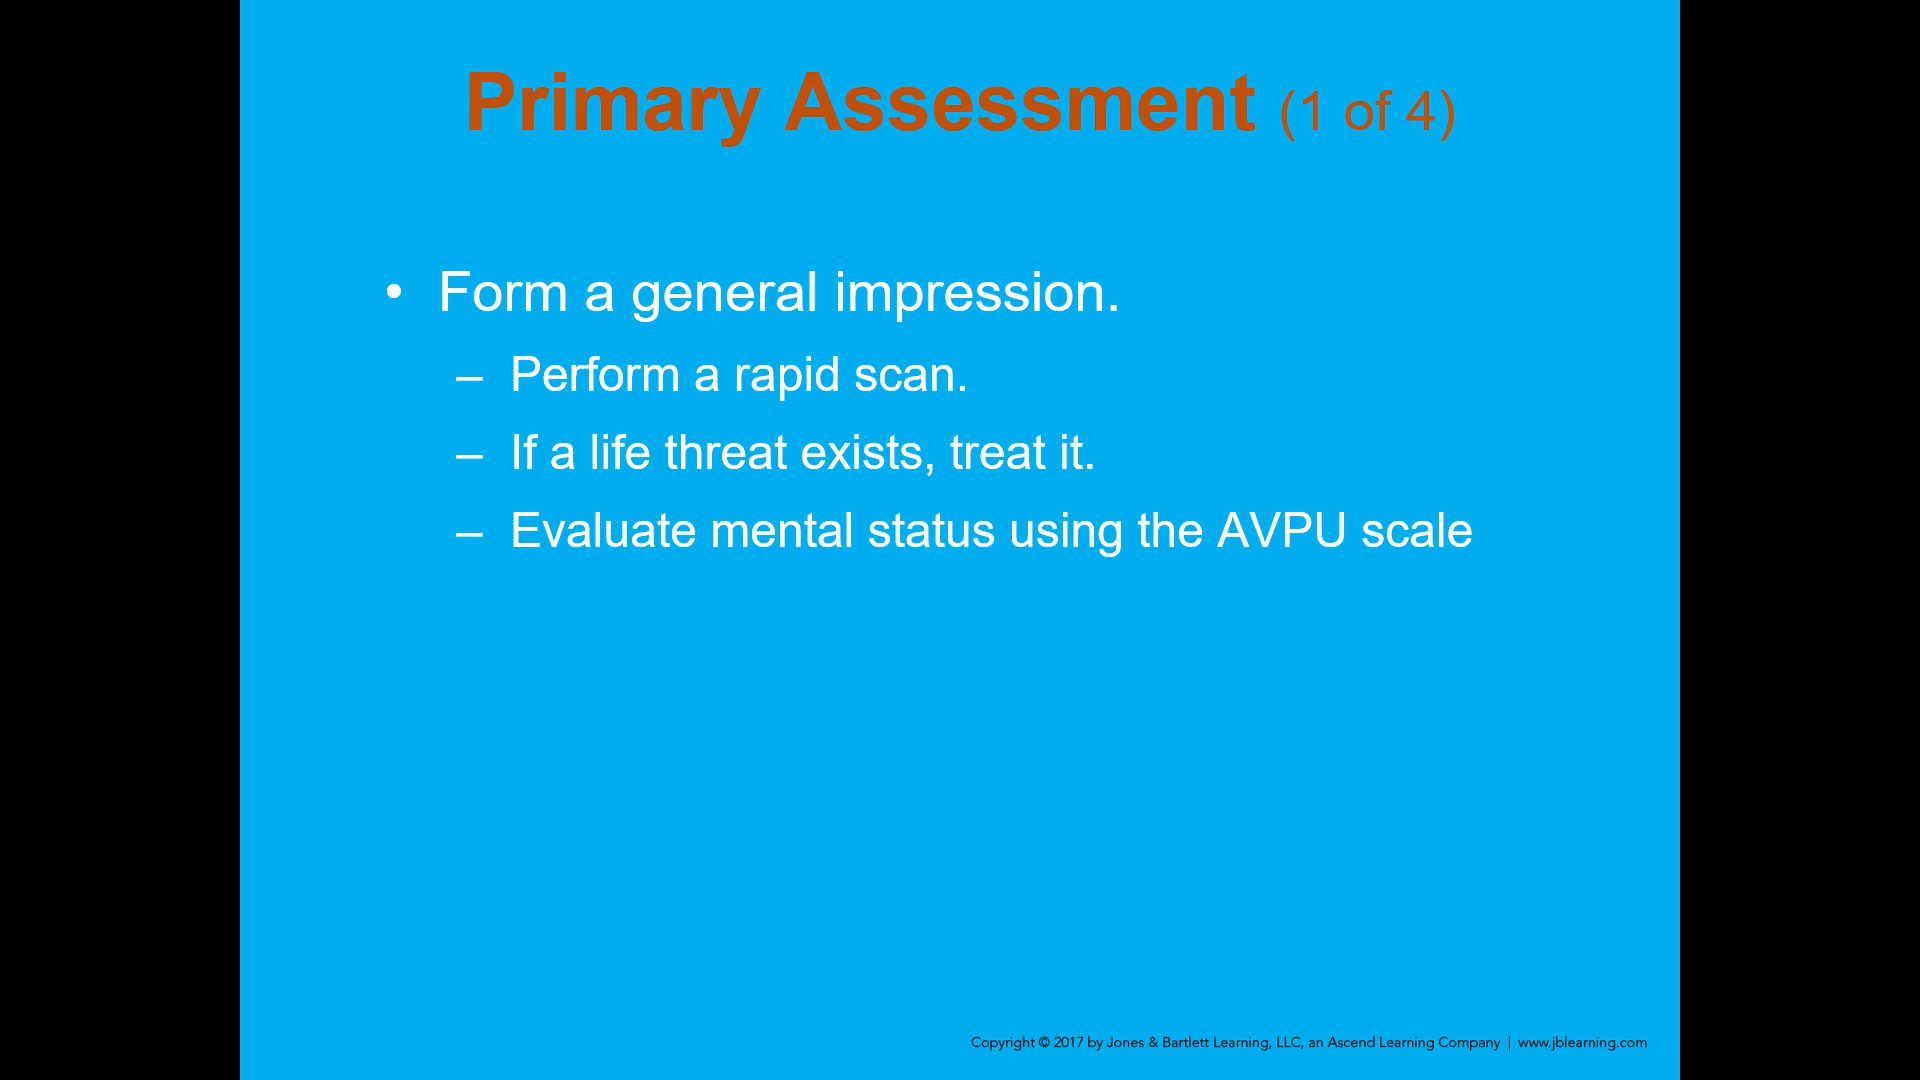 Primary Assessment (1 of 4)
• Form a general impression.
– Perform a rapid scan.
– If a life threat exists, treat it.
– Evaluate mental status using the AVPU scale
Copyright © 2017 by Jones & Bartlett Learning, LLC, an Ascend Learning Company | www.jblearning.com